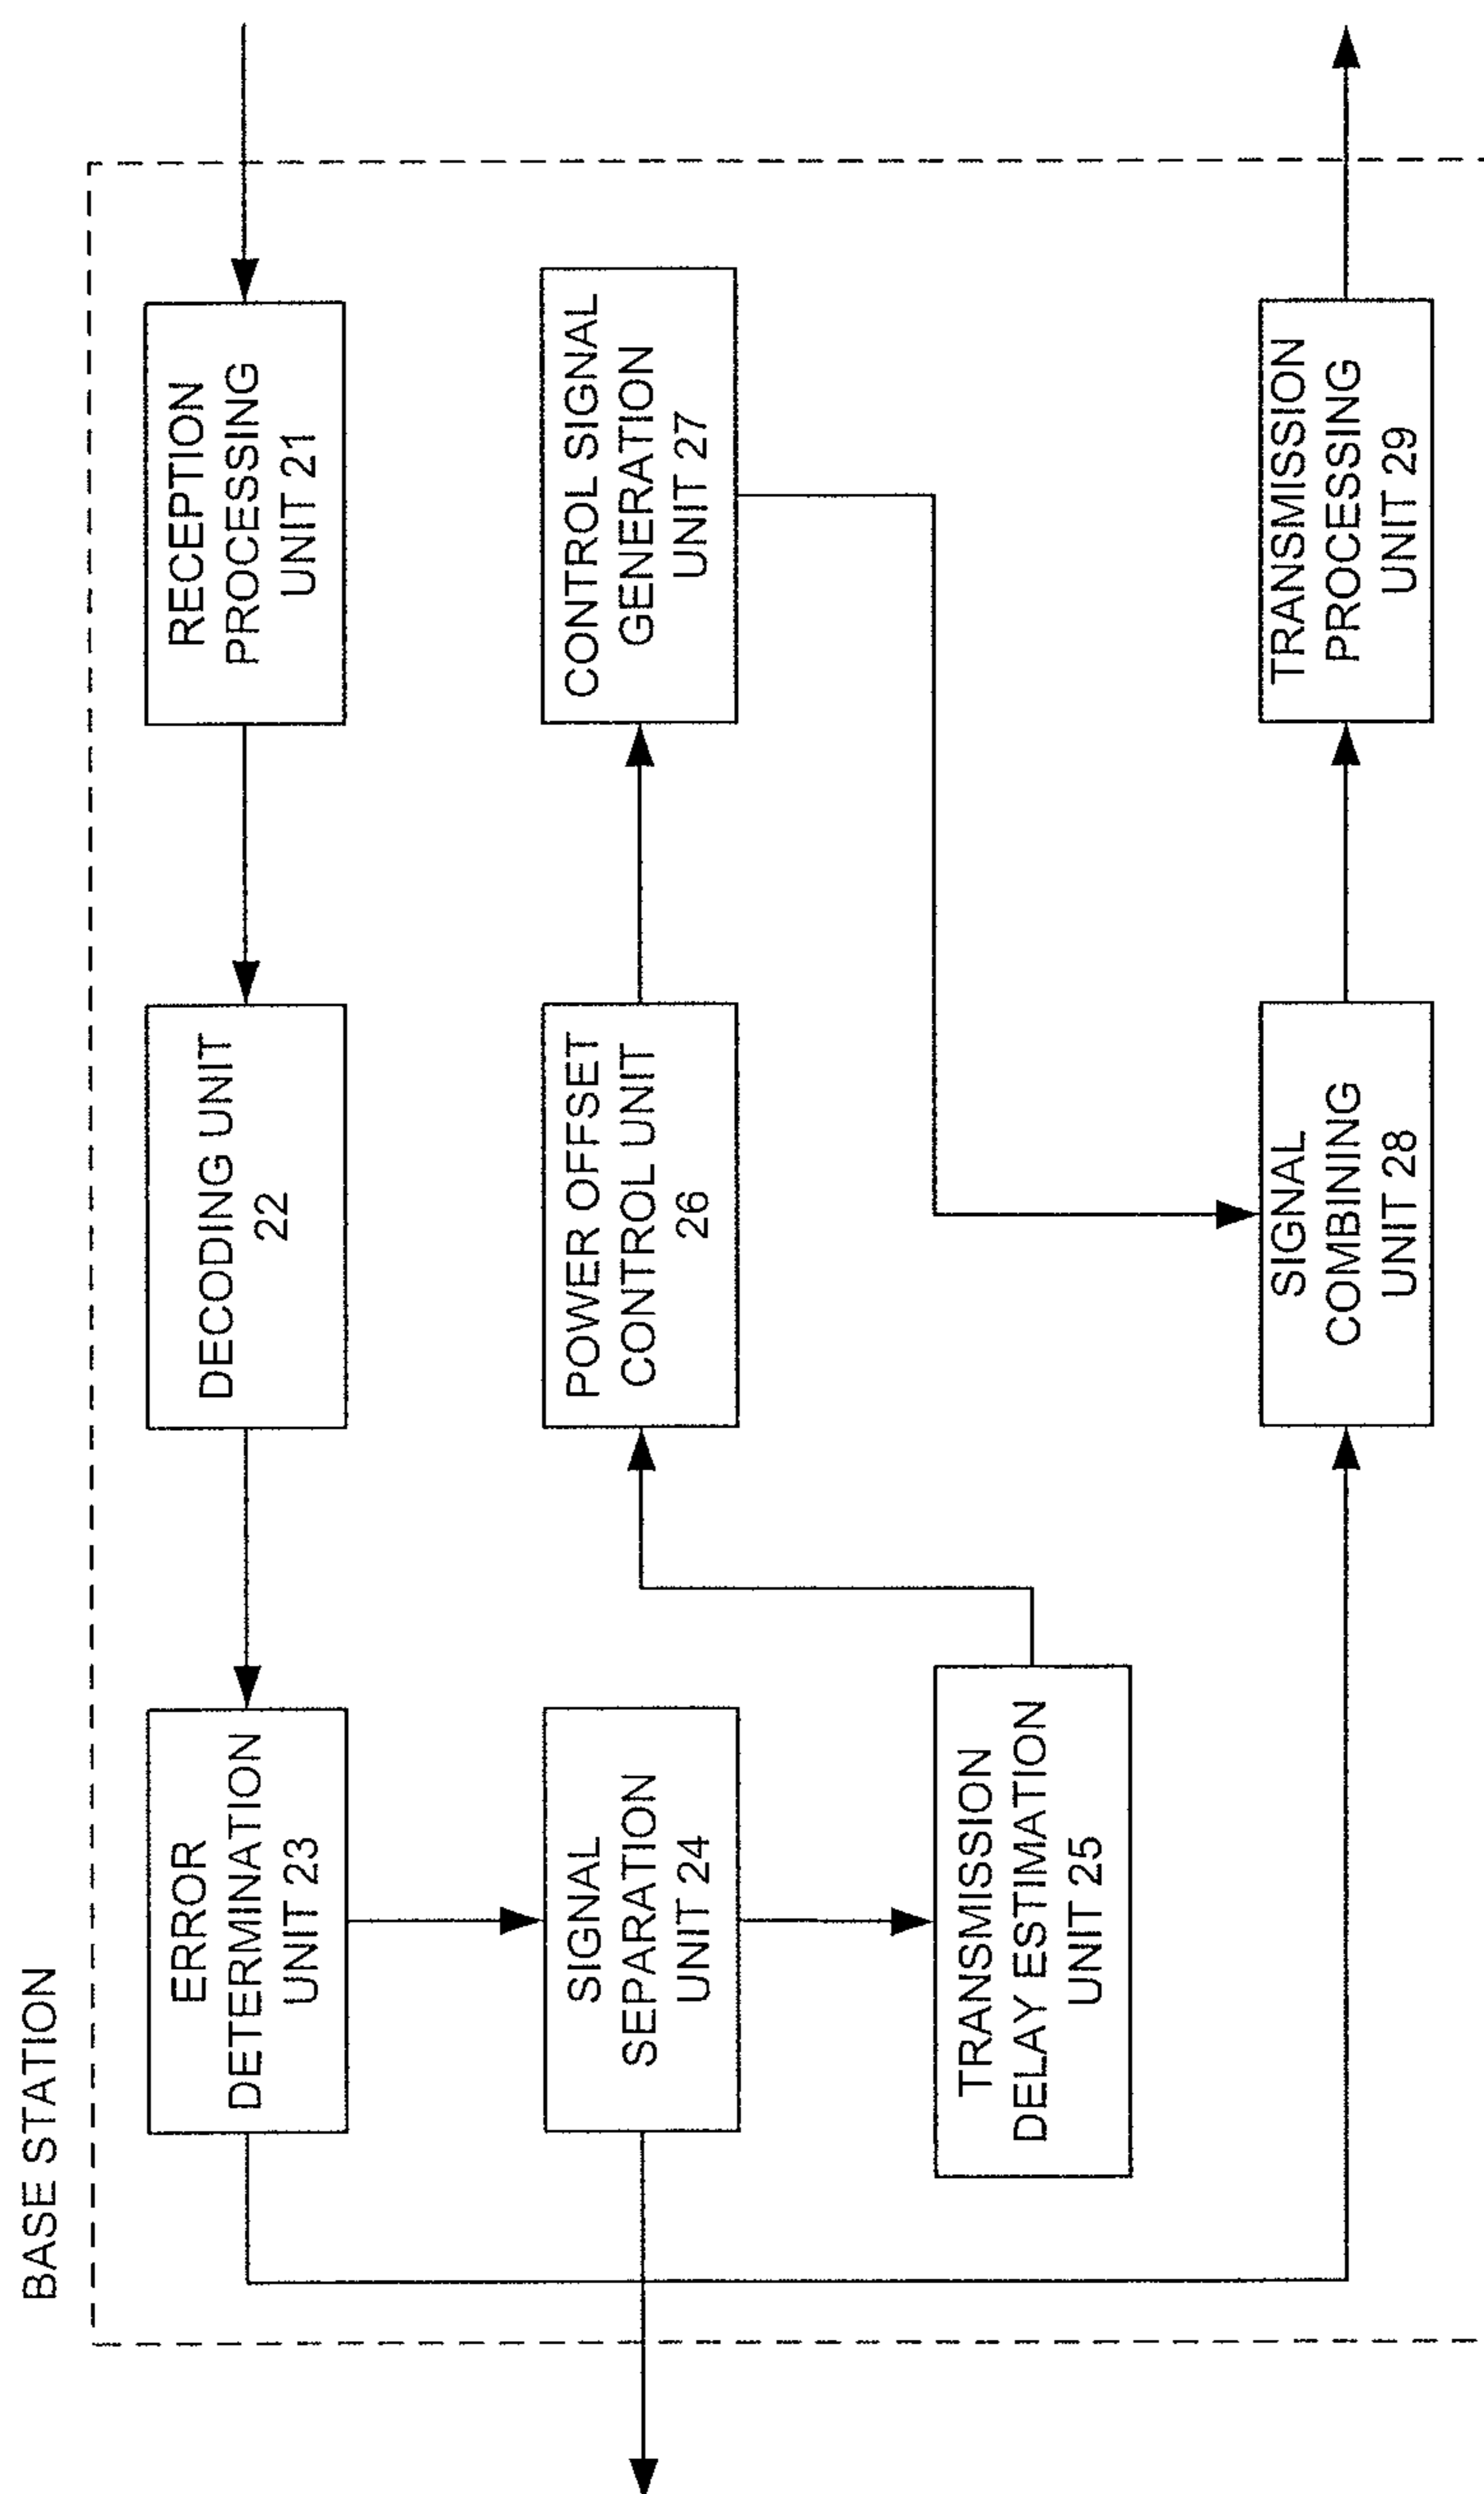 BASE STATION
RECEPTION
PROCESSING
UNIT 21
DECODING UNIT
22
ERROR
DETERMINATION
UNIT 23
SIGNAL
SEPARATION
UNIT 24
TRANSMISSION
DELAY ESTIMATION
UNIT 25
POWER OFFSET
CONTROL UNIT
26
CONTROL SIGNAL
GENERATION
UNIT 27
SIGNAL
COMBINING
UNIT 28
TRANSMISSION
PROCESSING
UNIT 29